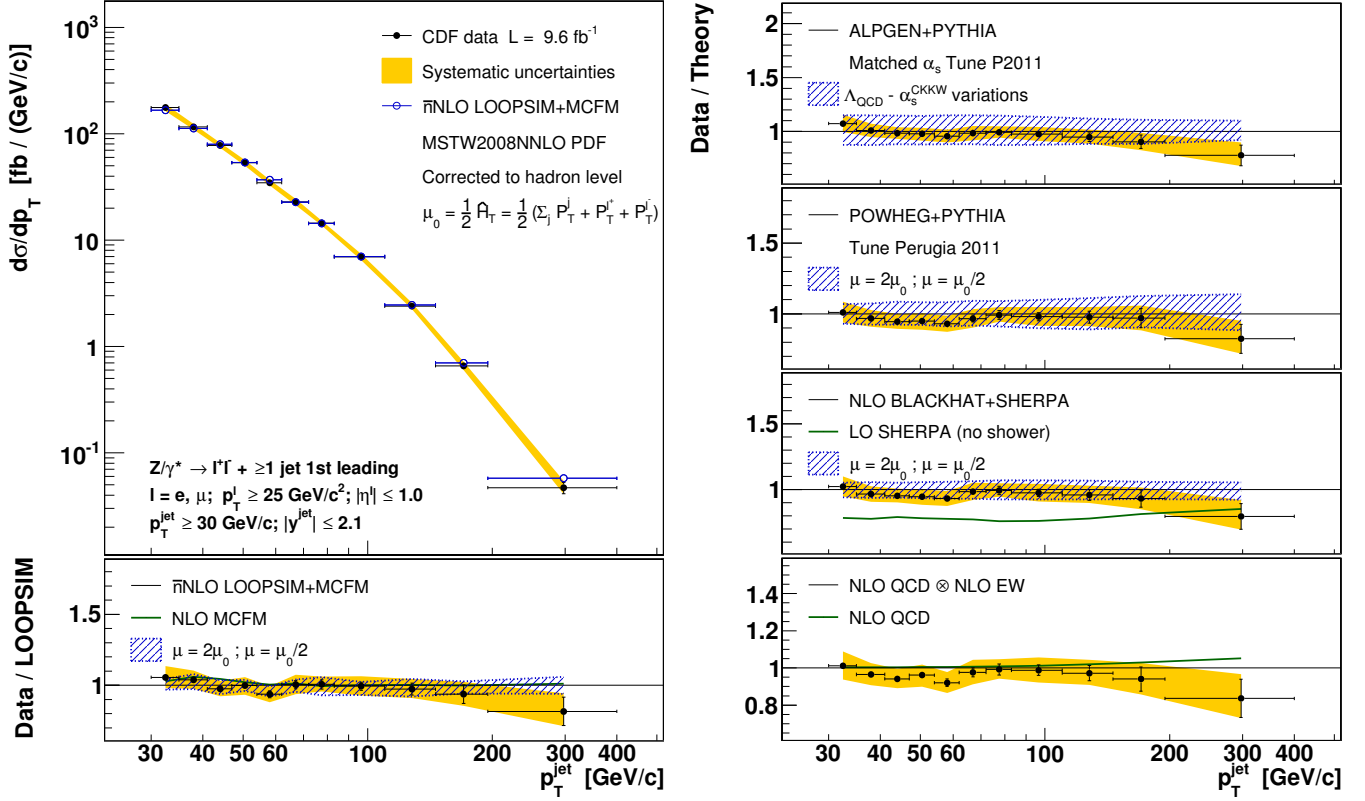 dσ/dp_T [fb / (GeV/c)]
10³
10²
10
1
10⁻¹
CDF data L = 9.6 fb⁻¹
Systematic uncertainties
n̄NLO LOOPSIM+MCFM
MSTW2008NNLO PDF
Corrected to hadron level
μ₀ = 1/2 Ĥ_T = 1/2 (Σ_j P_T^j + P_T^l⁺ + P_T^l⁻)
Z/γ* → l⁺l⁻ + ≥1 jet 1st leading
l = e, μ; p_T^l ≥ 25 GeV/c²; |η^l| ≤ 1.0
p_T^jet ≥ 30 GeV/c; |y^jet| ≤ 2.1
Data / LOOPSIM
1.5
1
n̄NLO LOOPSIM+MCFM
NLO MCFM
μ = 2μ₀ ; μ = μ₀/2
30 40 50 60 100 200 300 400
p_T^jet [GeV/c]
Data / Theory
2
1.5
1
ALPGEN+PYTHIA
Matched α_s Tune P2011
Λ_QCD - α_s^CKKW variations
1.5
1
POWHEG+PYTHIA
Tune Perugia 2011
μ = 2μ₀ ; μ = μ₀/2
1.5
1
NLO BLACKHAT+SHERPA
LO SHERPA (no shower)
μ = 2μ₀ ; μ = μ₀/2
1.4
1.2
1
0.8
NLO QCD ⊗ NLO EW
NLO QCD
30 40 50 60 100 200 300 400
p_T^jet [GeV/c]